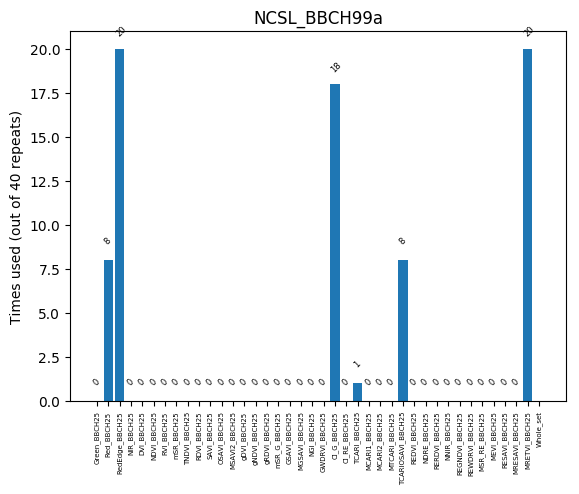 NCSL_BBCH99a
Times used (out of 40 repeats)
20.0
17.5
15.0
12.5
10.0
7.5
5.0
2.5
0.0
0 8 20 0 0 0 0 0 0 0 0 0 0 0 0 0 0 0 0 0 0 18 0 1 0 0 0 8 0 0 0 0 0 0 0 0 0 0 20
Green_BBCH25
Red_BBCH25
RedEdge_BBCH25
NIR_BBCH25
DVI_BBCH25
NDVI_BBCH25
RVI_BBCH25
mSR_BBCH25
TNDVI_BBCH25
RDVI_BBCH25
SAVI_BBCH25
OSAVI_BBCH25
MSAVI2_BBCH25
gDVI_BBCH25
gNDVI_BBCH25
gRDVI_BBCH25
mSR_G_BBCH25
GSAVI_BBCH25
MGSAVI_BBCH25
NGI_BBCH25
GWDRVI_BBCH25
CI_G_BBCH25
CI_RE_BBCH25
TCARI_BBCH25
MCARI1_BBCH25
MCARI2_BBCH25
MTCARI_BBCH25
TCARIOSAVI_BBCH25
REDVI_BBCH25
NDRE_BBCH25
RERDVI_BBCH25
NNIR_BBCH25
REGNDVI_BBCH25
REWDRVI_BBCH25
MSR_RE_BBCH25
MEVI_BBCH25
RESAVI_BBCH25
MRESAVI_BBCH25
MRETVI_BBCH25
Whole_set